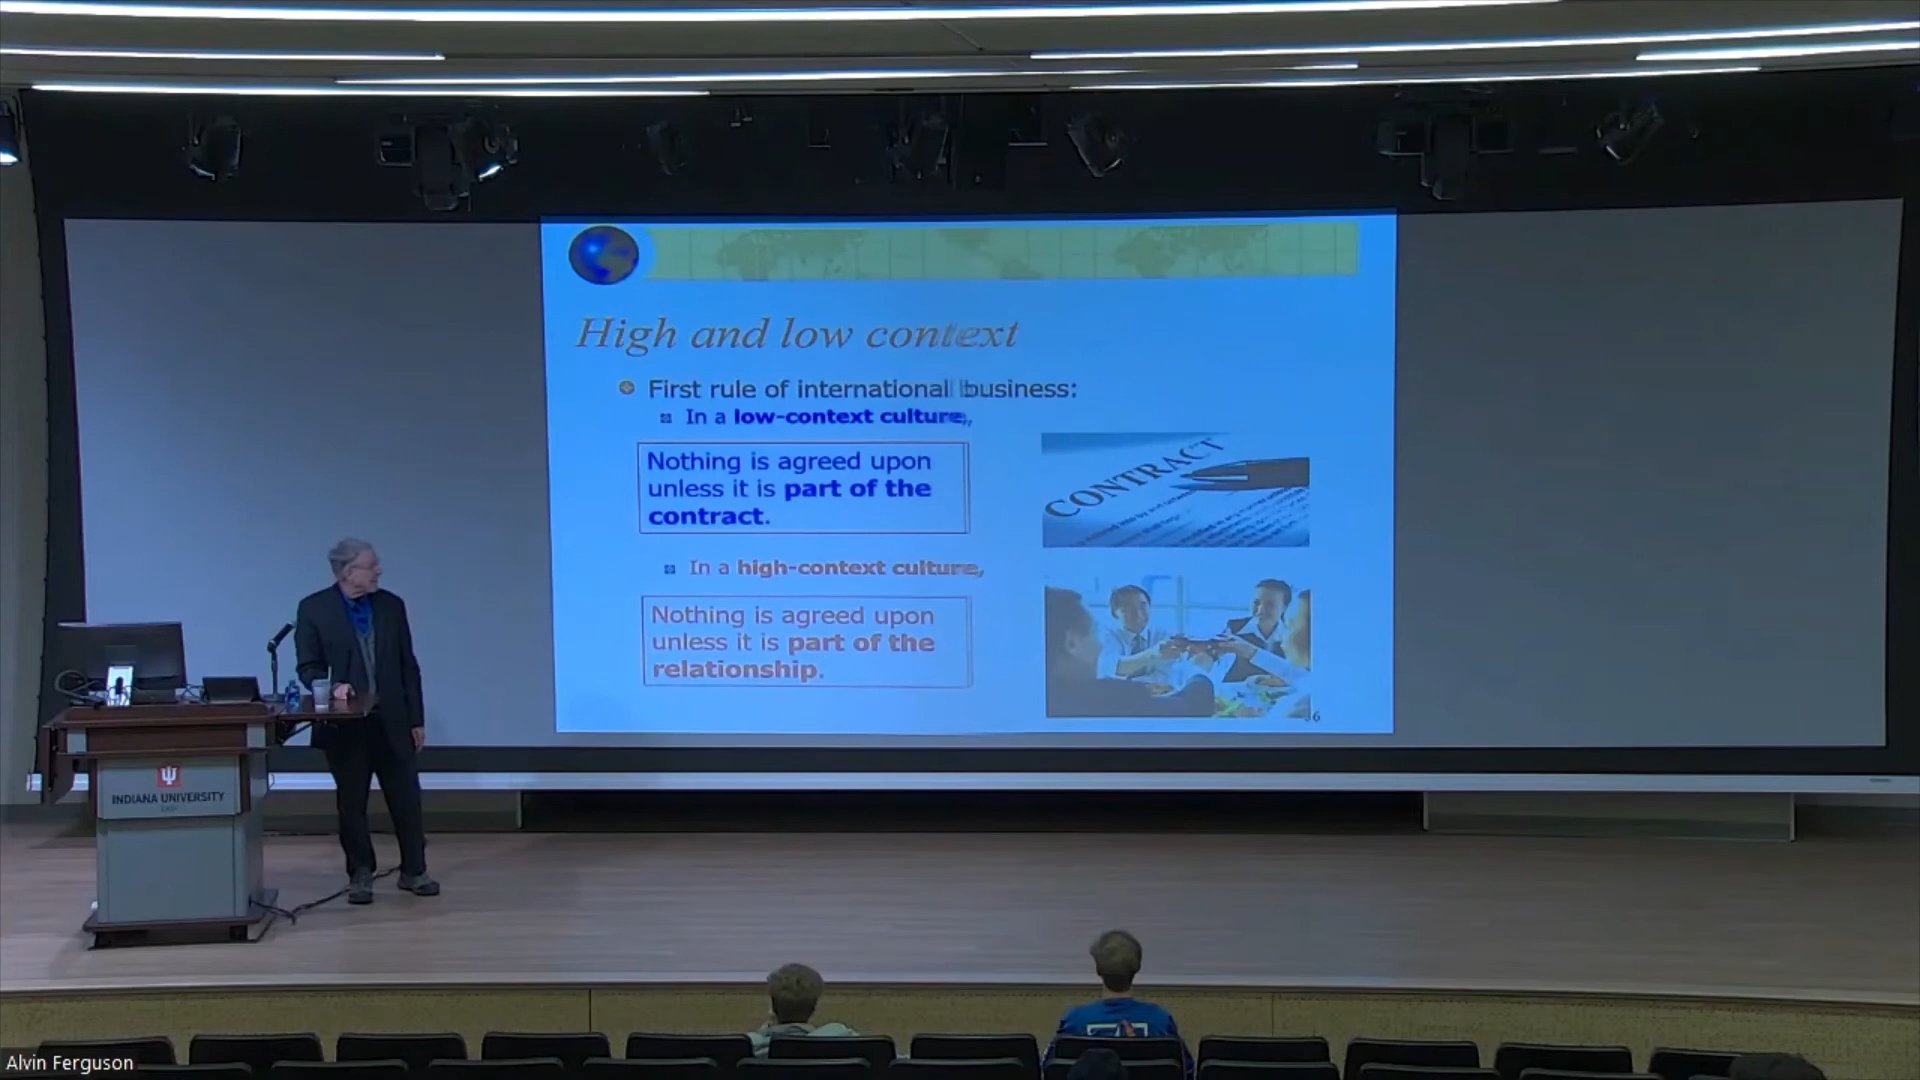 High and low context
First rule of international business:
In a low-context culture,
Nothing is agreed upon
unless it is part of the
contract.
CONTRACT
In a high-context culture,
Nothing is agreed upon
unless it is part of the
relationship.
INDIANA UNIVERSITY
Alvin Ferguson